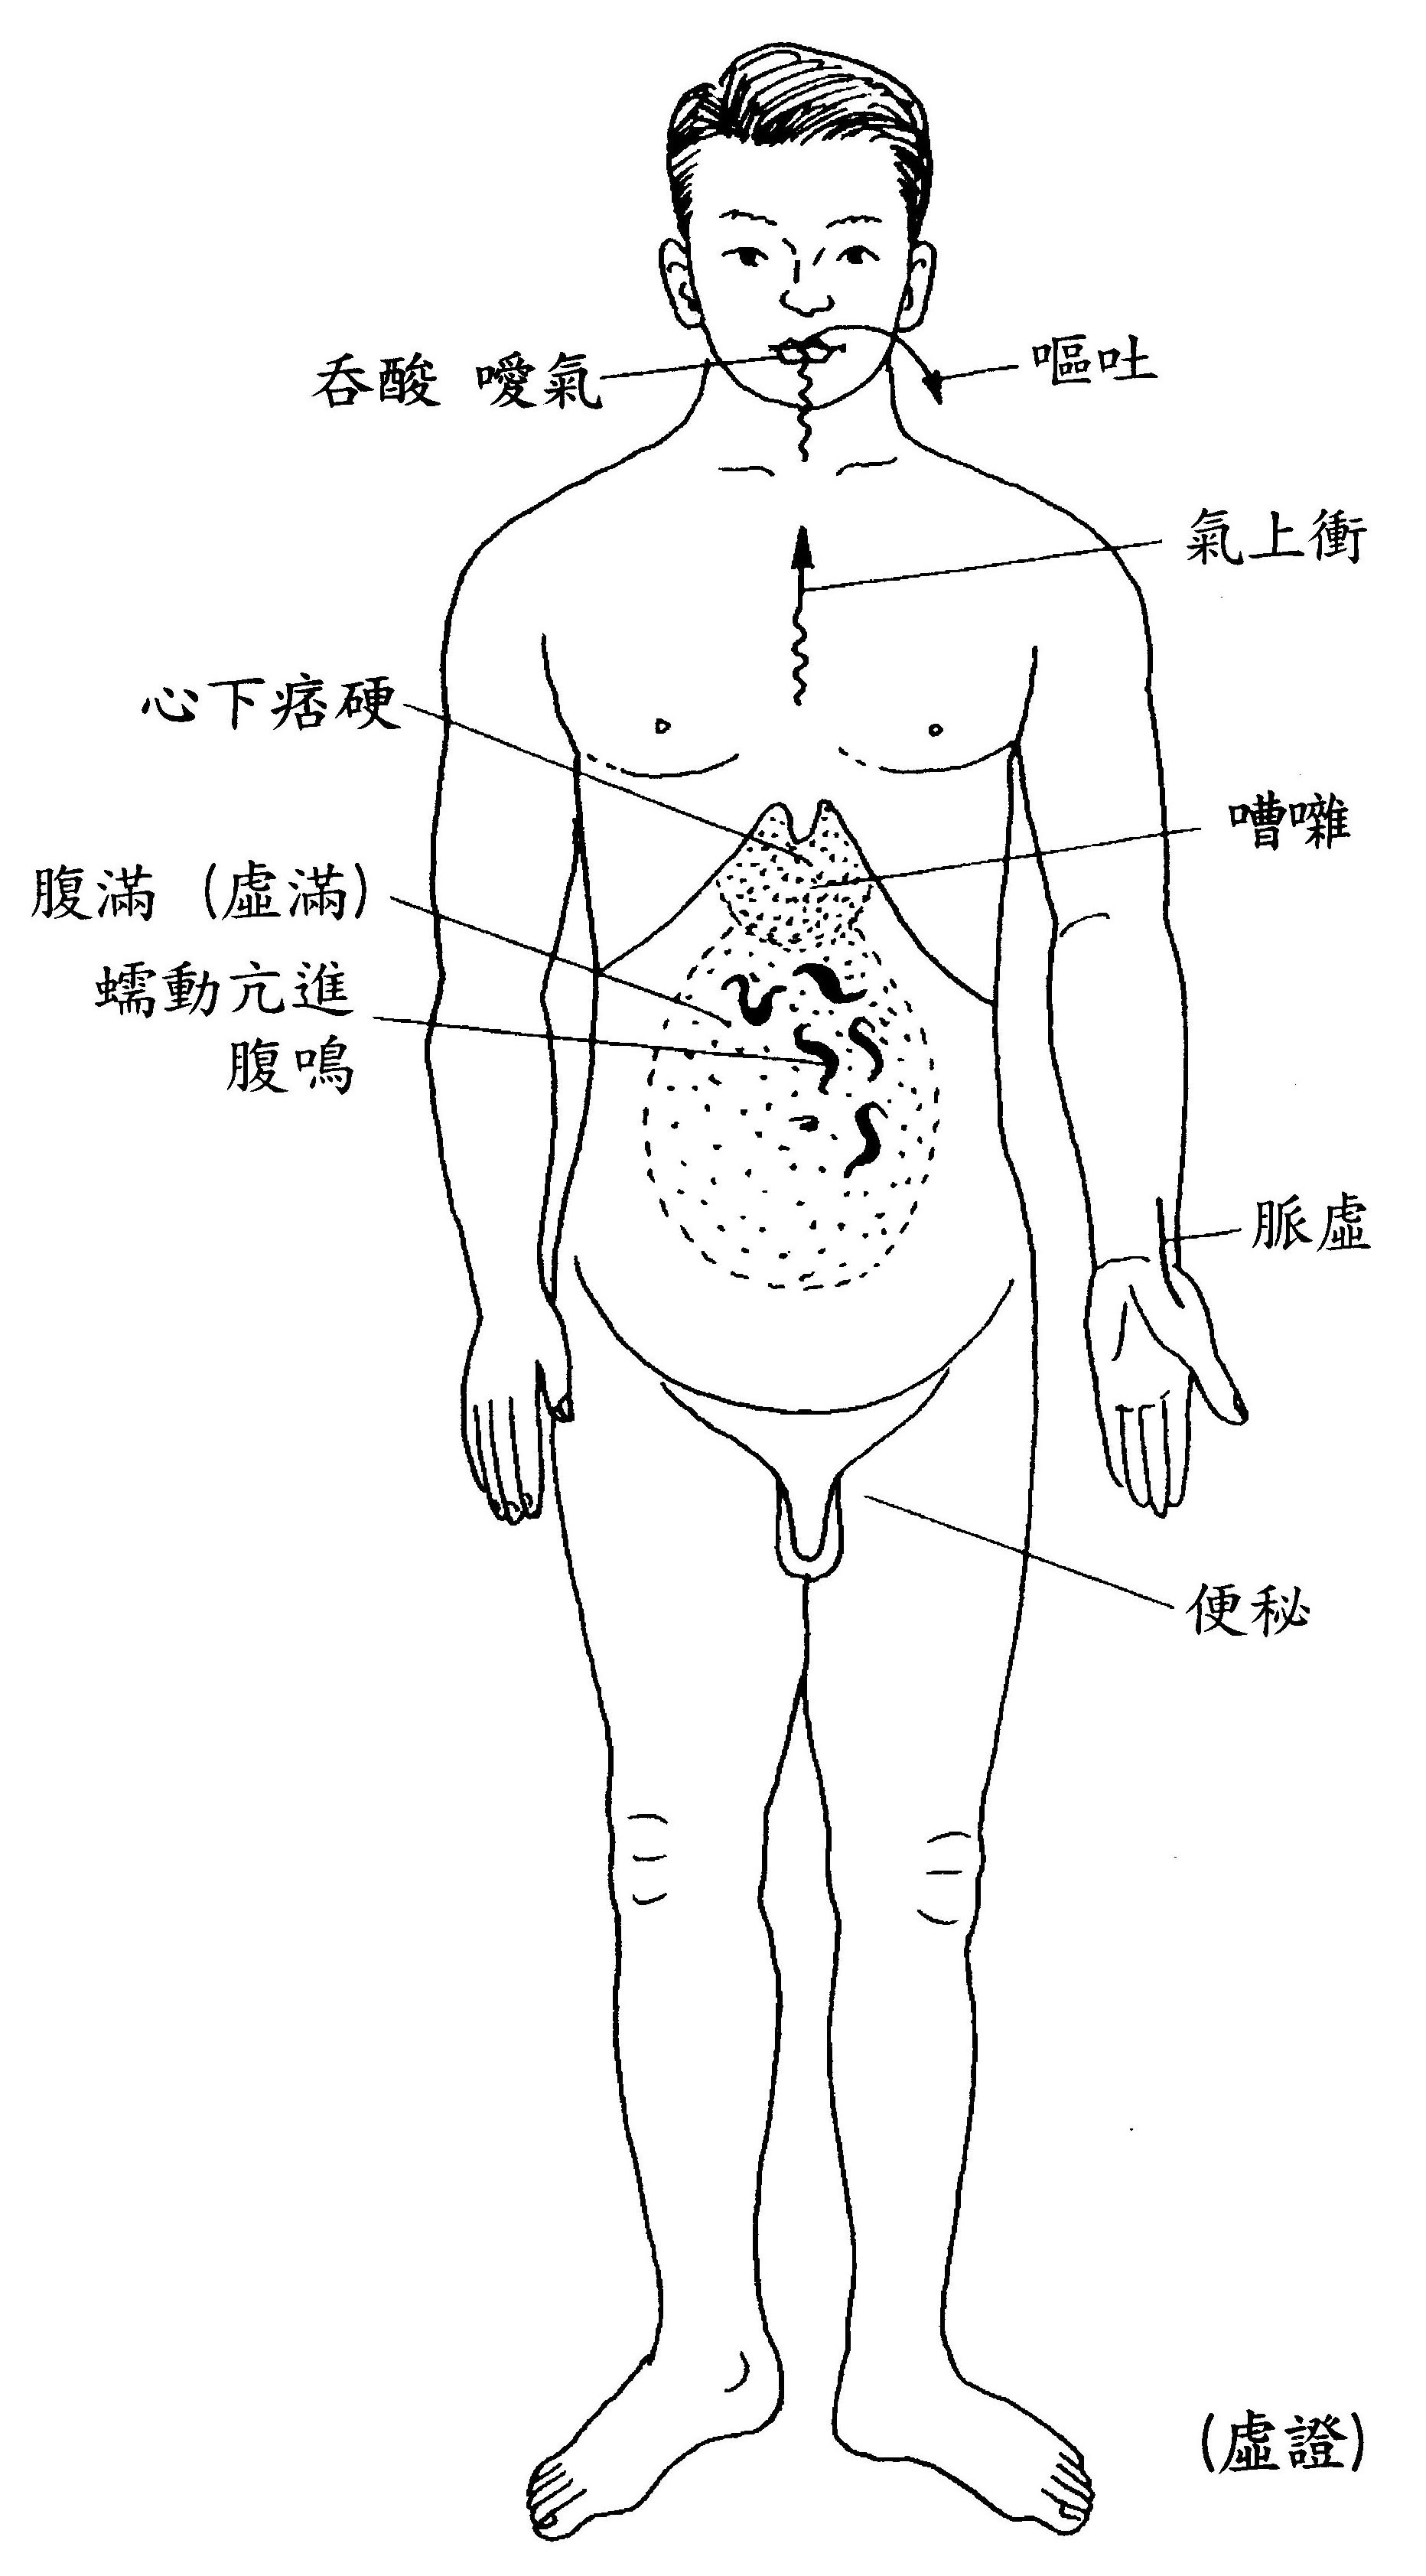 嘔吐
吞酸 噯氣
氣上衝
心下痞硬
嘈囃
腹滿 (虛滿)
蠕動亢進
腹鳴
脈虛
便秘
(虛證)